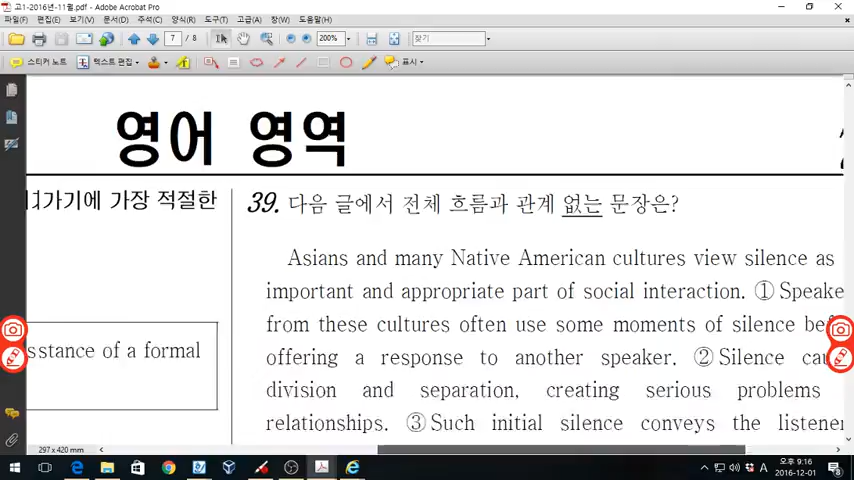 고1-2016년-11월.pdf - Adobe Acrobat Pro
파일(F) 편집(E) 보기(V) 문서(D) 주석(C) 양식(R) 도구(T) 고급(A) 창(W) 도움말(H)
7 / 8 200% 찾기
스티커 노트 텍스트 편집 표시
영어 영역
가기에 가장 적절한
39. 다음 글에서 전체 흐름과 관계 없는 문장은?
Asians and many Native American cultures view silence as
important and appropriate part of social interaction. ① Speake
from these cultures often use some moments of silence bef
offering a response to another speaker. ② Silence cau
division and separation, creating serious problems
relationships. ③ Such initial silence conveys the listener
sstance of a formal
297 x 420 mm
A 오후 9:16
2016-12-01